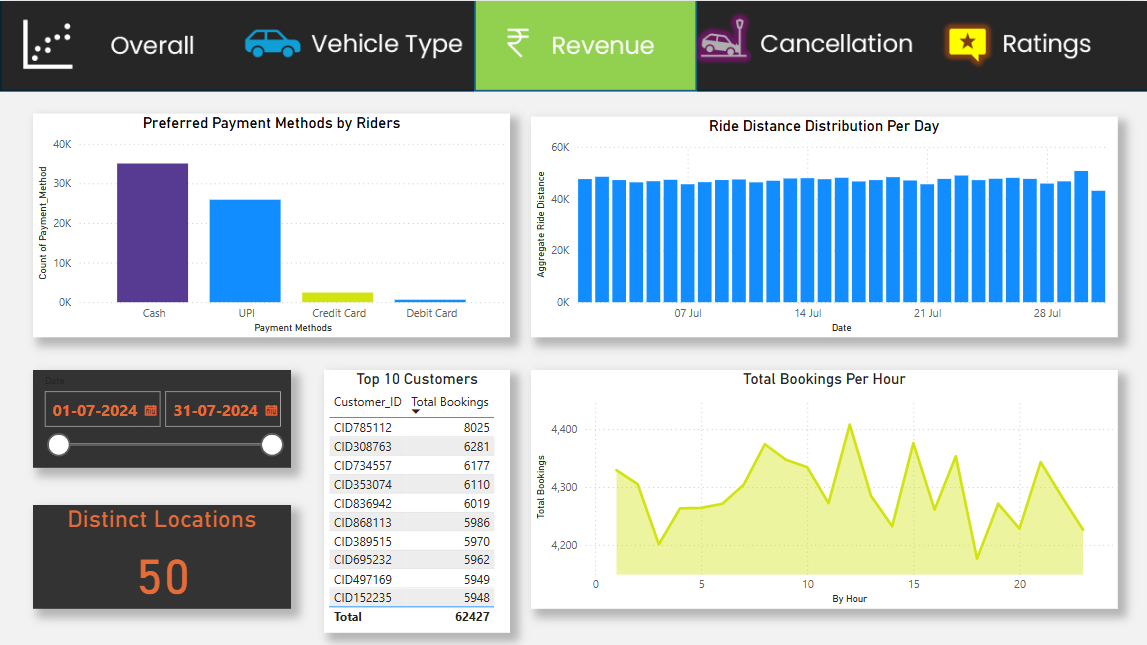 Overall
Vehicle Type
₹ Revenue
Cancellation
Ratings
Preferred Payment Methods by Riders
Count of Payment_Method
40K
30K
20K
10K
0K
Cash UPI Credit Card Debit Card
Payment Methods
Ride Distance Distribution Per Day
Aggregate Ride Distance
60K
40K
20K
0K
07 Jul 14 Jul 21 Jul 28 Jul
Date
Date
01-07-2024 31-07-2024
Distinct Locations
50
Top 10 Customers
Customer_ID Total Bookings
CID785112 8025
CID308763 6281
CID734557 6177
CID353074 6110
CID836942 6019
CID868113 5986
CID389515 5970
CID695232 5962
CID497169 5949
CID152235 5948
Total 62427
Total Bookings Per Hour
Total Bookings
4,400
4,300
4,200
0 5 10 15 20
By Hour